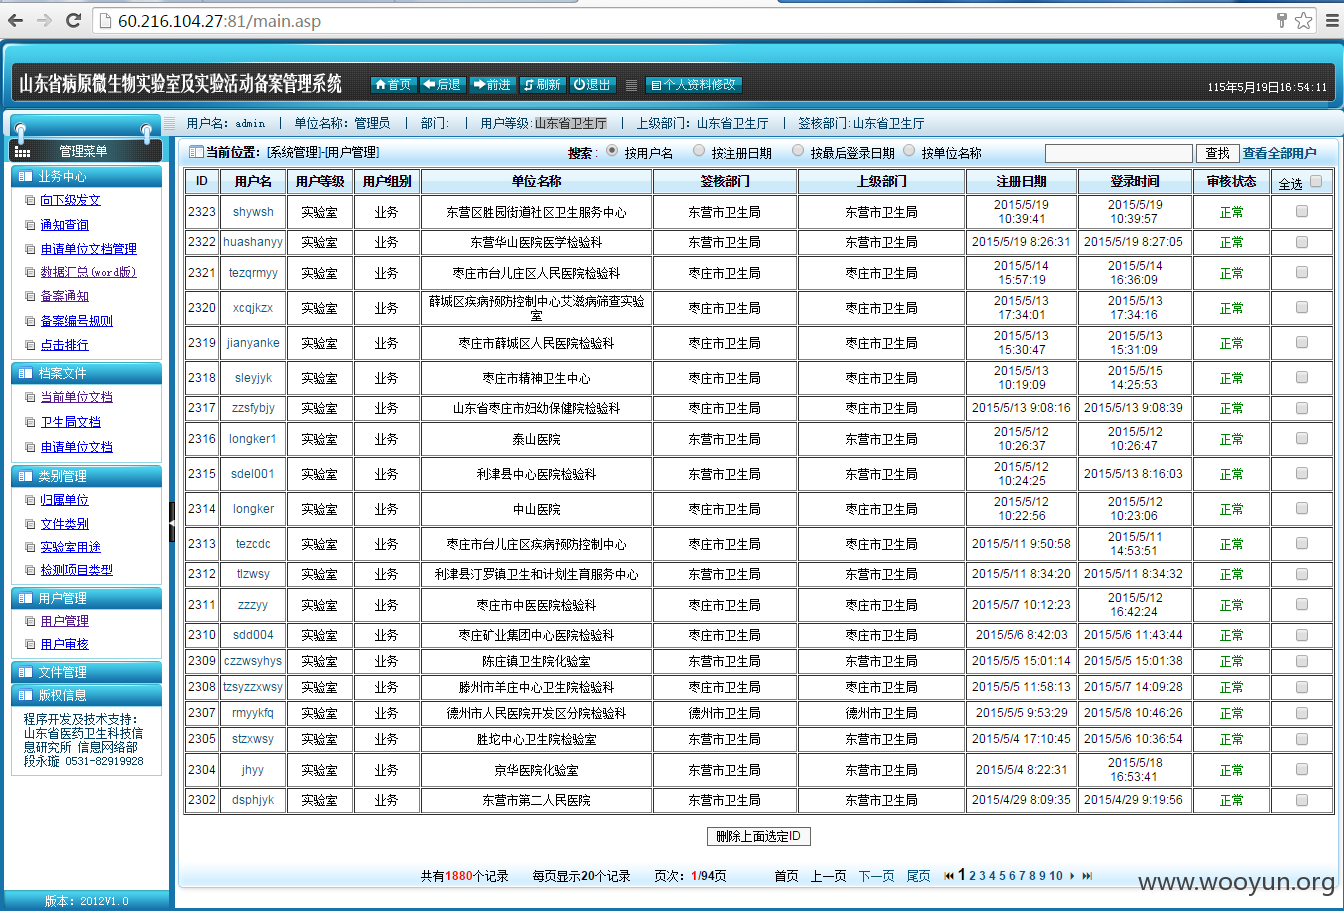 60.216.104.27:81/main.asp
山东省病原微生物实验室及实验活动备案管理系统 首页 后退 前进 刷新 退出 个人资料修改 115年5月19日16:54:11
用户名: admin | 单位名称: 管理员 | 部门: | 用户等级:山东省卫生厅 | 上级部门: 山东省卫生厅 | 签核部门:山东省卫生厅
管理菜单
业务中心
向下级发文
通知查询
申请单位文档管理
数据汇总(word版)
备案通知
备案编号规则
点击排行
档案文件
当前单位文档
卫生局文档
申请单位文档
类别管理
归属单位
文件类别
实验室用途
检测项目类型
用户管理
用户管理
用户审核
文件管理
版权信息
程序开发及技术支持:
山东省医药卫生科技信
息研究所 信息网络部
段永璇 0531-82919928
版本: 2012V1.0
当前位置: [系统管理]-[用户管理] 搜索: 按用户名 按注册日期 按最后登录日期 按单位名称 查找 查看全部用户
ID 用户名 用户等级 用户组别 单位名称 签核部门 上级部门 注册日期 登录时间 审核状态 全选
2323 shywsh 实验室 业务 东营区胜园街道社区卫生服务中心 东营市卫生局 东营市卫生局 2015/5/19 10:39:41 2015/5/19 10:39:57 正常
2322 huashanyy 实验室 业务 东营华山医院医学检验科 东营市卫生局 东营市卫生局 2015/5/19 8:26:31 2015/5/19 8:27:05 正常
2321 tezqrmyy 实验室 业务 枣庄市台儿庄区人民医院检验科 枣庄市卫生局 枣庄市卫生局 2015/5/14 15:57:19 2015/5/14 16:36:09 正常
2320 xcqjkzx 实验室 业务 薛城区疾病预防控制中心艾滋病筛查实验室 枣庄市卫生局 枣庄市卫生局 2015/5/13 17:34:01 2015/5/13 17:34:16 正常
2319 jianyanke 实验室 业务 枣庄市薛城区人民医院检验科 枣庄市卫生局 枣庄市卫生局 2015/5/13 15:30:47 2015/5/13 15:31:09 正常
2318 sleyjyk 实验室 业务 枣庄市精神卫生中心 枣庄市卫生局 枣庄市卫生局 2015/5/13 10:19:09 2015/5/15 14:25:53 正常
2317 zzsfybjy 实验室 业务 山东省枣庄市妇幼保健院检验科 枣庄市卫生局 枣庄市卫生局 2015/5/13 9:08:16 2015/5/13 9:08:39 正常
2316 longker1 实验室 业务 泰山医院 东营市卫生局 东营市卫生局 2015/5/12 10:26:37 2015/5/12 10:26:47 正常
2315 sdel001 实验室 业务 利津县中心医院检验科 东营市卫生局 东营市卫生局 2015/5/12 10:24:25 2015/5/13 8:16:03 正常
2314 longker 实验室 业务 中山医院 东营市卫生局 东营市卫生局 2015/5/12 10:22:56 2015/5/12 10:23:06 正常
2313 tezcdc 实验室 业务 枣庄市台儿庄区疾病预防控制中心 枣庄市卫生局 枣庄市卫生局 2015/5/11 9:50:58 2015/5/11 14:53:51 正常
2312 tlzwsy 实验室 业务 利津县汀罗镇卫生和计划生育服务中心 东营市卫生局 东营市卫生局 2015/5/11 8:34:20 2015/5/11 8:34:32 正常
2311 zzzyy 实验室 业务 枣庄市中医医院检验科 枣庄市卫生局 枣庄市卫生局 2015/5/7 10:12:23 2015/5/12 16:42:24 正常
2310 sdd004 实验室 业务 枣庄矿业集团中心医院检验科 枣庄市卫生局 枣庄市卫生局 2015/5/6 8:42:03 2015/5/6 11:43:44 正常
2309 czzwsyhys 实验室 业务 陈庄镇卫生院化验室 东营市卫生局 东营市卫生局 2015/5/5 15:01:14 2015/5/5 15:01:38 正常
2308 tzsyzzxwsy 实验室 业务 滕州市羊庄中心卫生院检验科 枣庄市卫生局 枣庄市卫生局 2015/5/5 11:58:13 2015/5/7 14:09:28 正常
2307 rmyykfq 实验室 业务 德州市人民医院开发区分院检验科 德州市卫生局 德州市卫生局 2015/5/5 9:53:29 2015/5/8 10:46:26 正常
2305 stzxwsy 实验室 业务 胜坨中心卫生院检验室 东营市卫生局 东营市卫生局 2015/5/4 17:10:45 2015/5/6 10:36:54 正常
2304 jhyy 实验室 业务 京华医院化验室 东营市卫生局 东营市卫生局 2015/5/4 8:22:31 2015/5/18 16:53:41 正常
2302 dsphjyk 实验室 业务 东营市第二人民医院 东营市卫生局 东营市卫生局 2015/4/29 8:09:35 2015/4/29 9:19:56 正常
删除上面选定ID
共有1880个记录 每页显示20个记录 页次: 1/94页 首页 上一页 下一页 尾页 1 2 3 4 5 6 7 8 9 10
www.wooyun.org